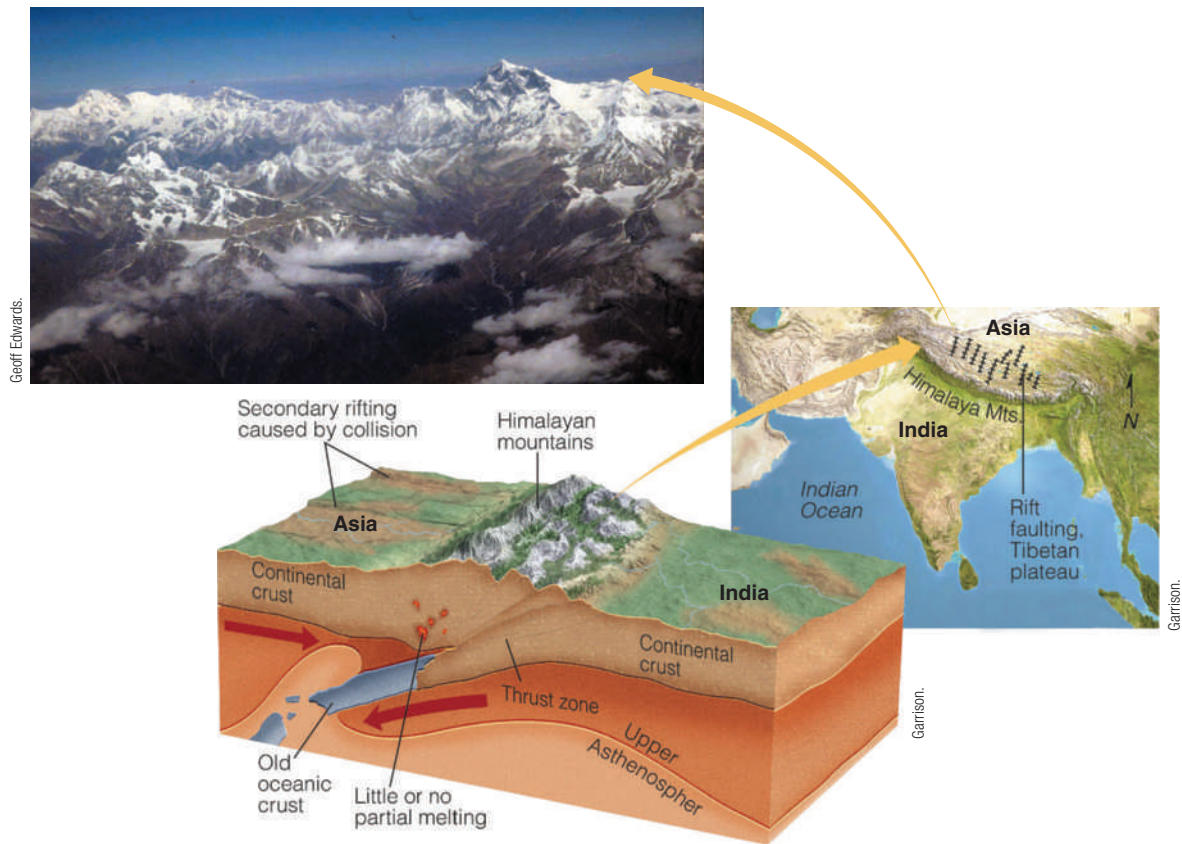 Geoff Edwards.
Asia
Himalaya Mts.
India
N
Indian
Ocean
Rift
faulting,
Tibetan
plateau
Garrison.
Secondary rifting
caused by collision
Himalayan
mountains
Asia
India
Continental
crust
Continental
crust
Thrust zone
Upper
Asthenospher
Old
oceanic
crust
Little or no
partial melting
Garrison.